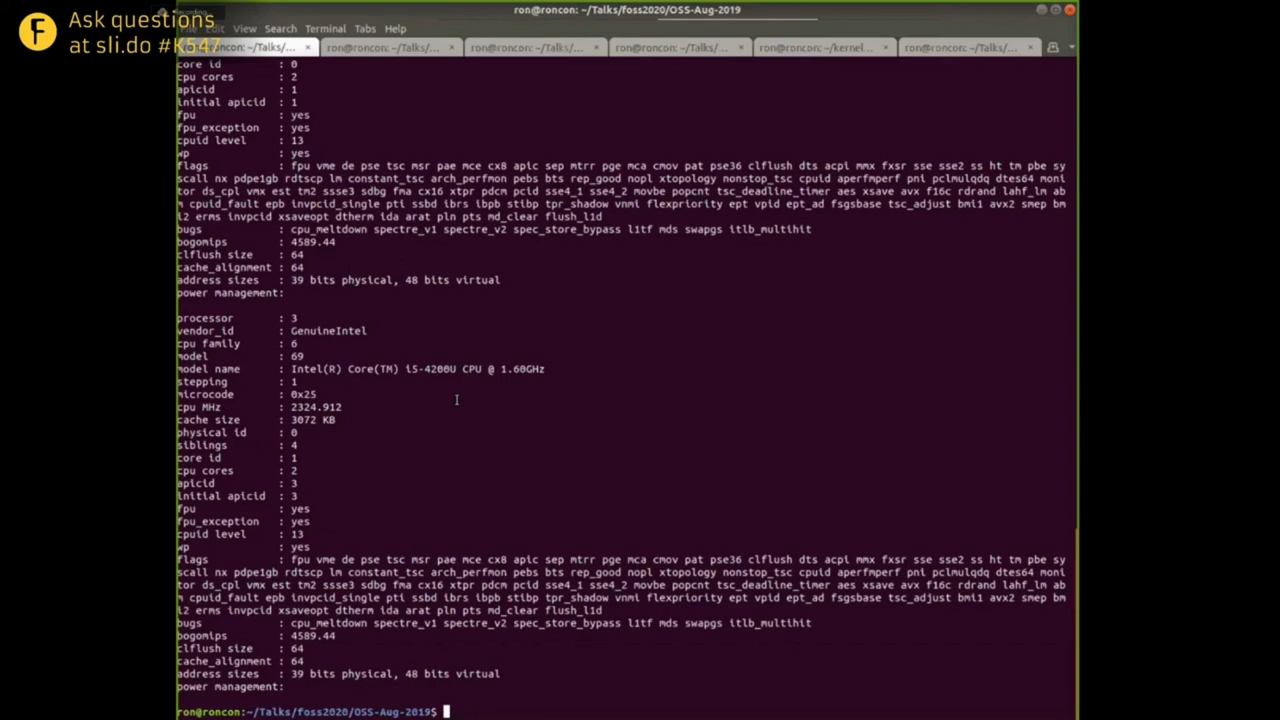 Ask questions
at sli.do #K547
ron@roncon: ~/Talks/foss2020/OSS-Aug-2019
View Search Terminal Tabs Help
ron@roncon: ~/Talks/... × ron@roncon: ~/Talks/... × ron@roncon: ~/Talks/... × ron@roncon: ~/kernel... × ron@roncon: ~/Talks/... ×
core id : 0
cpu cores : 2
apicid : 1
initial apicid : 1
fpu : yes
fpu_exception : yes
cpuid level : 13
wp : yes
flags : fpu vme de pse tsc msr pae mce cx8 apic sep mtrr pge mca cmov pat pse36 clflush dts acpi mmx fxsr sse sse2 ss ht tm pbe sy
scall nx pdpe1gb rdtscp lm constant_tsc arch_perfmon pebs bts rep_good nopl xtopology nonstop_tsc cpuid aperfmperf pni pclmulqdq dtes64 moni
tor ds_cpl vmx est tm2 ssse3 sdbg fma cx16 xtpr pdcm pcid sse4_1 sse4_2 movbe popcnt tsc_deadline_timer aes xsave avx f16c rdrand lahf_lm ab
m cpuid_fault epb invpcid_single pti ssbd ibrs ibpb stibp tpr_shadow vnmi flexpriority ept vpid ept_ad fsgsbase tsc_adjust bmi1 avx2 smep bm
i2 erms invpcid xsaveopt dtherm ida arat pln pts md_clear flush_l1d
bugs : cpu_meltdown spectre_v1 spectre_v2 spec_store_bypass l1tf mds swapgs itlb_multihit
bogomips : 4589.44
clflush size : 64
cache_alignment : 64
address sizes : 39 bits physical, 48 bits virtual
power management:
processor : 3
vendor_id : GenuineIntel
cpu family : 6
model : 69
model name : Intel(R) Core(TM) i5-4200U CPU @ 1.60GHz
stepping : 1
microcode : 0x25
cpu MHz : 2324.912
cache size : 3072 KB
physical id : 0
siblings : 4
core id : 1
cpu cores : 2
apicid : 3
initial apicid : 3
fpu : yes
fpu_exception : yes
cpuid level : 13
wp : yes
flags : fpu vme de pse tsc msr pae mce cx8 apic sep mtrr pge mca cmov pat pse36 clflush dts acpi mmx fxsr sse sse2 ss ht tm pbe sy
scall nx pdpe1gb rdtscp lm constant_tsc arch_perfmon pebs bts rep_good nopl xtopology nonstop_tsc cpuid aperfmperf pni pclmulqdq dtes64 moni
tor ds_cpl vmx est tm2 ssse3 sdbg fma cx16 xtpr pdcm pcid sse4_1 sse4_2 movbe popcnt tsc_deadline_timer aes xsave avx f16c rdrand lahf_lm ab
m cpuid_fault epb invpcid_single pti ssbd ibrs ibpb stibp tpr_shadow vnmi flexpriority ept vpid ept_ad fsgsbase tsc_adjust bmi1 avx2 smep bm
i2 erms invpcid xsaveopt dtherm ida arat pln pts md_clear flush_l1d
bugs : cpu_meltdown spectre_v1 spectre_v2 spec_store_bypass l1tf mds swapgs itlb_multihit
bogomips : 4589.44
clflush size : 64
cache_alignment : 64
address sizes : 39 bits physical, 48 bits virtual
power management:
ron@roncon:~/Talks/foss2020/OSS-Aug-2019$